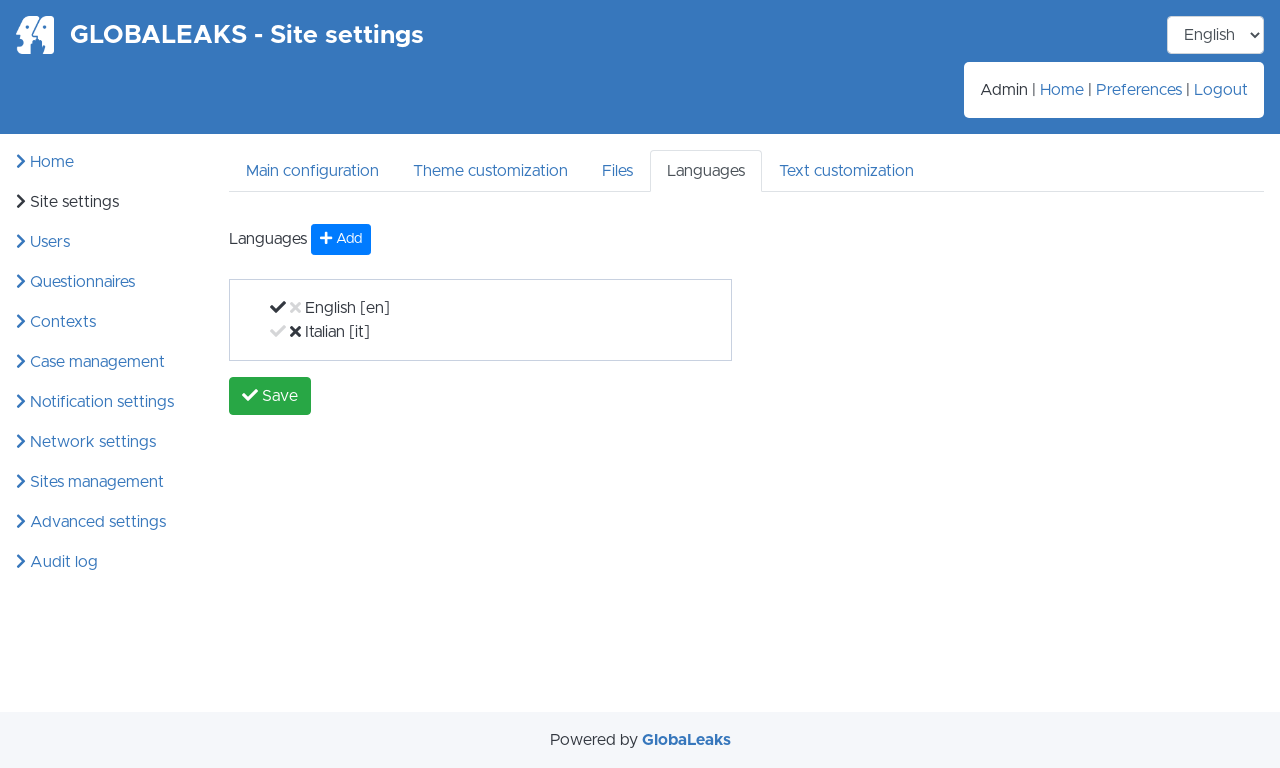 GLOBALEAKS - Site settings
English
Admin | Home | Preferences | Logout
Home
Site settings
Users
Questionnaires
Contexts
Case management
Notification settings
Network settings
Sites management
Advanced settings
Audit log
Main configuration Theme customization Files Languages Text customization
Languages Add
English [en]
Italian [it]
Save
Powered by GlobaLeaks